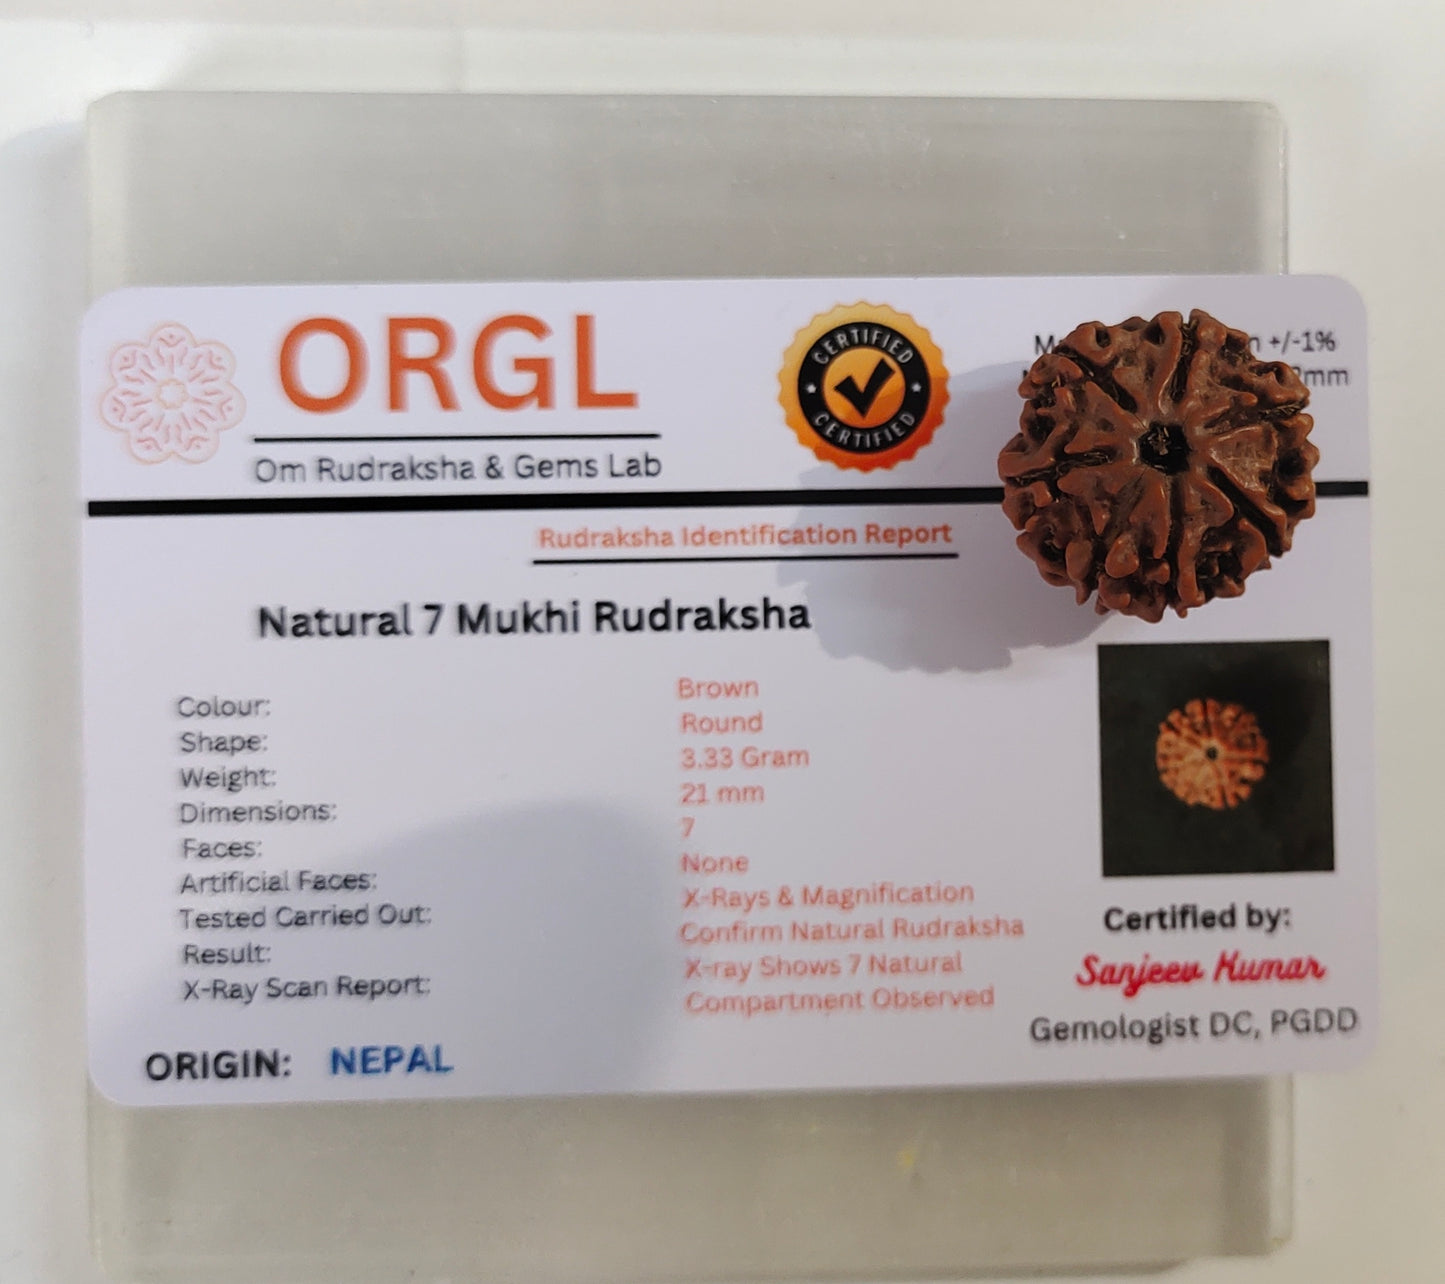 ORGL
Om Rudraksha & Gems Lab
CERTIFIED
CERTIFIED
+/-1%
mm
Rudraksha Identification Report
Natural 7 Mukhi Rudraksha
Colour: Brown
Shape: Round
Weight: 3.33 Gram
Dimensions: 21 mm
Faces: 7
Artificial Faces: None
Tested Carried Out: X-Rays & Magnification
Result: Confirm Natural Rudraksha
X-Ray Scan Report: X-ray Shows 7 Natural
Compartment Observed
ORIGIN: NEPAL
Certified by:
Sanjeev Kumar
Gemologist DC, PGDD